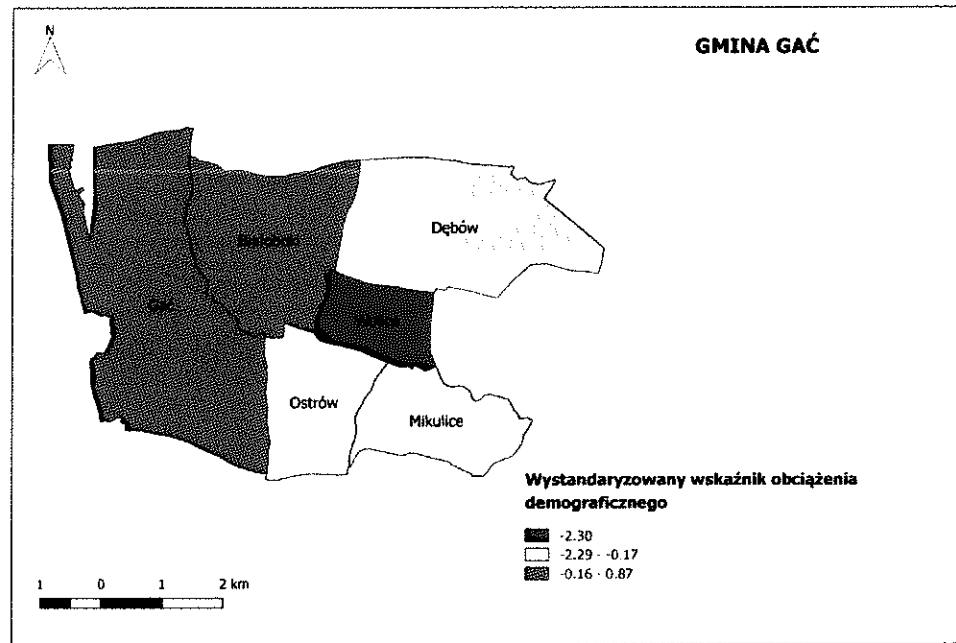 N
GMINA GAĆ
Białoboki
Dębów
Gać
Ostrów
Mikulice
Wystandaryzowany wskaźnik obciążenia
demograficznego
-2.30
-2.29 - -0.17
-0.16 - 0.87
1 0 1 2 km